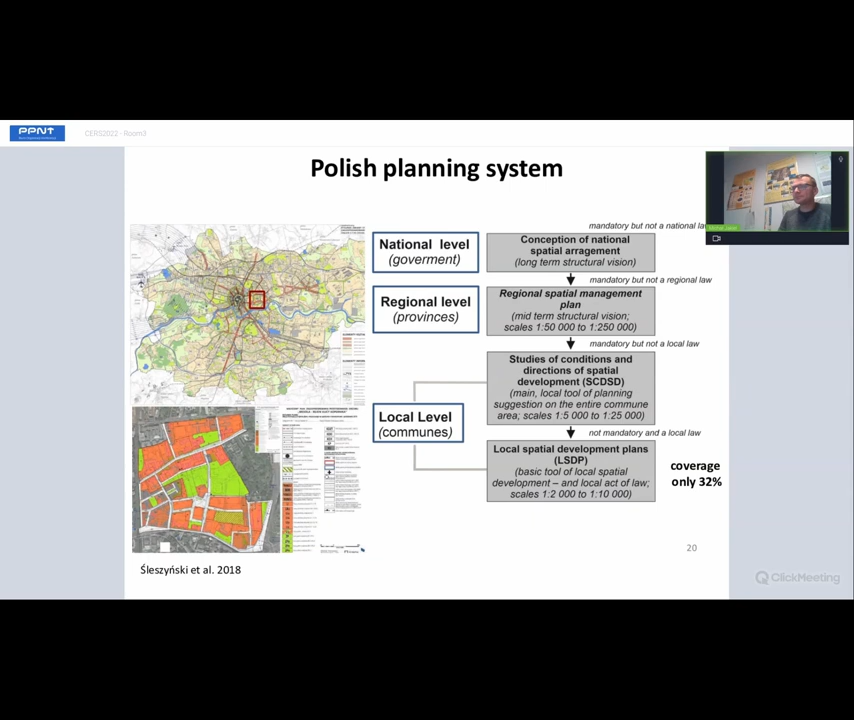 PPNT
CERS2022 - Room3
Polish planning system
mandatory but not a national la
National level
(goverment)
Conception of national
spatial arragement
(long term structural vision)
mandatory but not a regional law
Regional level
(provinces)
Regional spatial management
plan
(mid term structural vision;
scales 1:50 000 to 1:250 000)
mandatory but not a local law
Studies of conditions and
directions of spatial
development (SCDSD)
(main, local tool of planning
suggestion on the entire commune
area; scales 1:5 000 to 1:25 000)
Local Level
(communes)
not mandatory and a local law
Local spatial development plans
(LSDP)
(basic tool of local spatial
development – and local act of law;
scales 1:2 000 to 1:10 000)
coverage
only 32%
20
Śleszyński et al. 2018
ClickMeeting